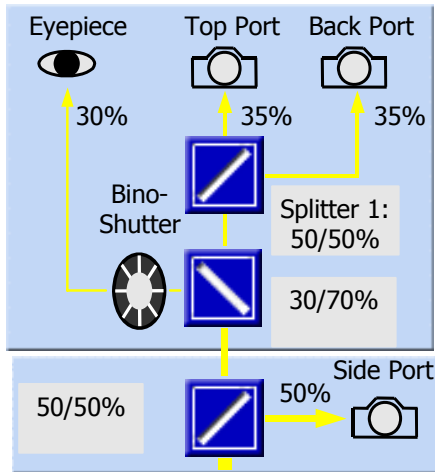 Eyepiece
Top Port
Back Port
30%
35%
35%
Bino-
Shutter
Splitter 1:
50/50%
30/70%
Side Port
50%
50/50%